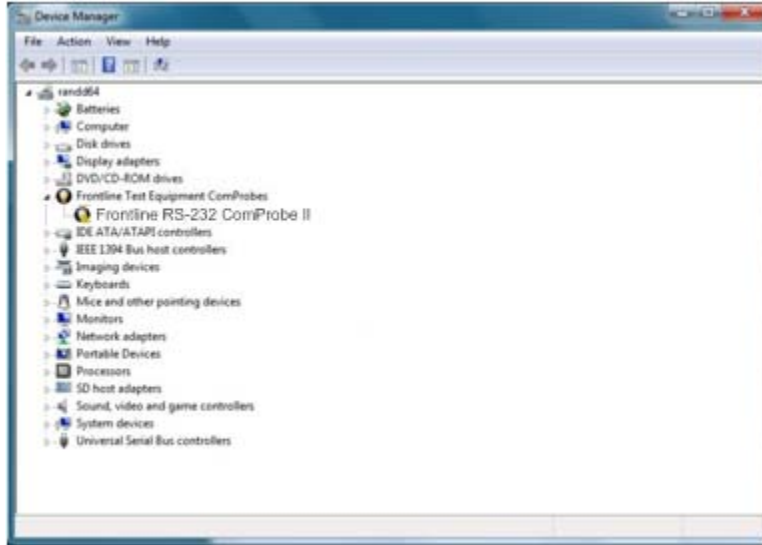 Device Manager
File Action View Help
randd64
Batteries
Computer
Disk drives
Display adapters
DVD/CD-ROM drives
Frontline Test Equipment ComProbes
Frontline RS-232 ComProbe II
IDE ATA/ATAPI controllers
IEEE 1394 Bus host controllers
Imaging devices
Keyboards
Mice and other pointing devices
Monitors
Network adapters
Portable Devices
Processors
SD host adapters
Sound, video and game controllers
System devices
Universal Serial Bus controllers